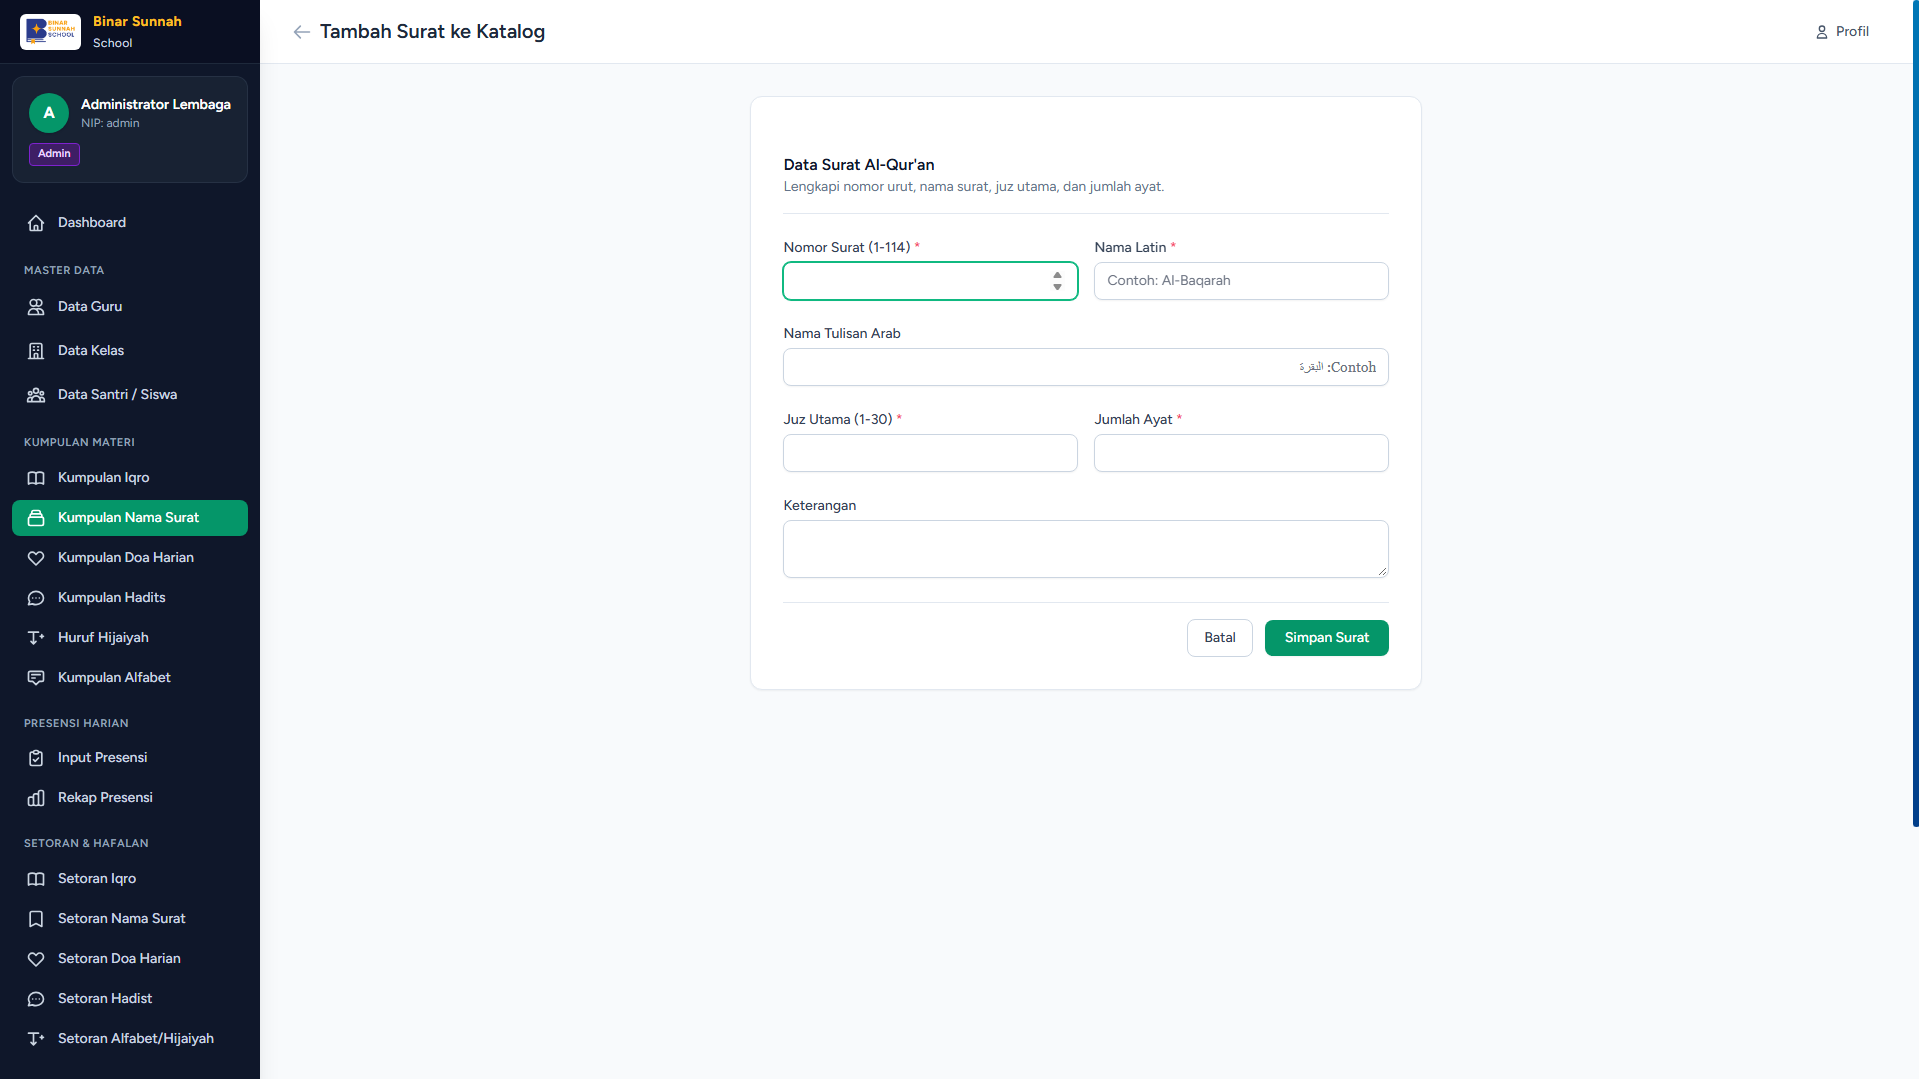 BINAR
SUNNAH
SCHOOL
Binar Sunnah
School
A
Administrator Lembaga
NIP: admin
Admin
Dashboard
MASTER DATA
Data Guru
Data Kelas
Data Santri / Siswa
KUMPULAN MATERI
Kumpulan Iqro
Kumpulan Nama Surat
Kumpulan Doa Harian
Kumpulan Hadits
Huruf Hijaiyah
Kumpulan Alfabet
PRESENSI HARIAN
Input Presensi
Rekap Presensi
SETORAN & HAFALAN
Setoran Iqro
Setoran Nama Surat
Setoran Doa Harian
Setoran Hadist
Setoran Alfabet/Hijaiyah
Tambah Surat ke Katalog
Profil
Data Surat Al-Qur'an
Lengkapi nomor urut, nama surat, juz utama, dan jumlah ayat.
Nomor Surat (1-114) *
Nama Latin *
Contoh: Al-Baqarah
Nama Tulisan Arab
Contoh: البقرة
Juz Utama (1-30) *
Jumlah Ayat *
Keterangan
Batal
Simpan Surat